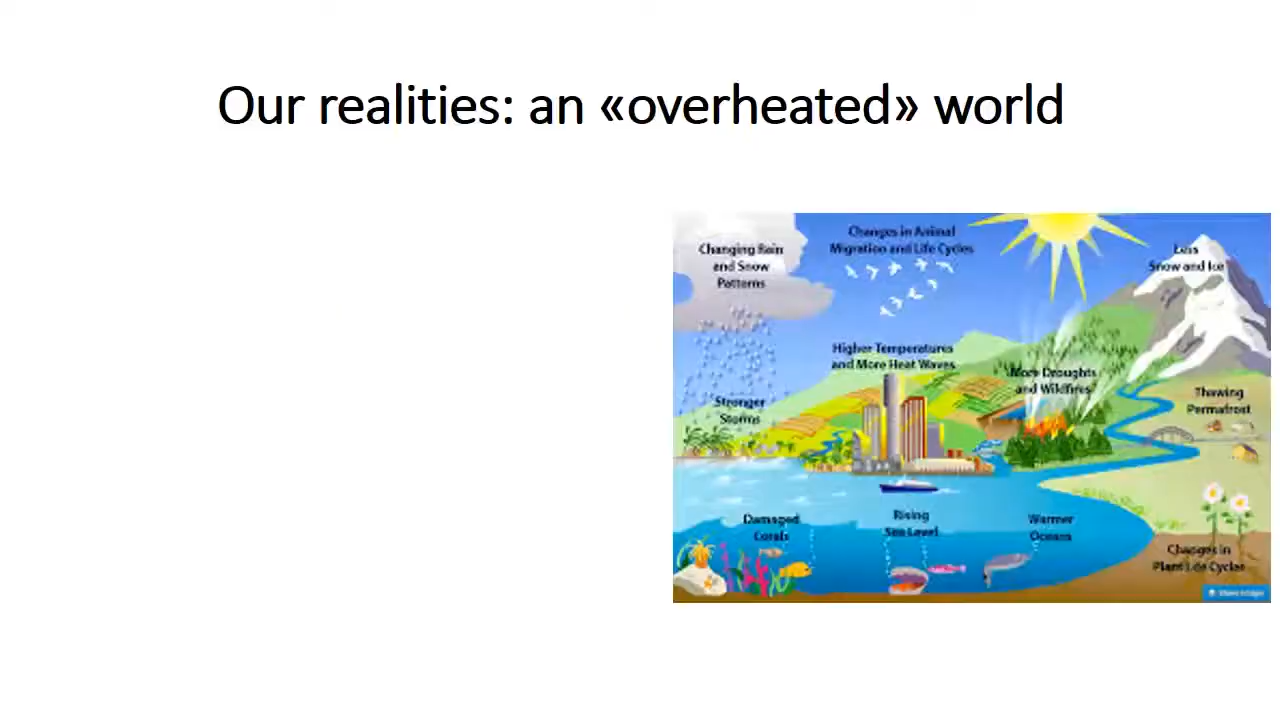 Our realities: an «overheated» world
Changing Rain
and Snow
Patterns
Changes in Animal
Migration and Life Cycles
Less
Snow and Ice
Higher Temperatures
and More Heat Waves
More Droughts
and Wildfires
Stronger
Storms
Thawing
Permafrost
Damaged
Corals
Rising
Sea Level
Warmer
Oceans
Changes in
Plant Life Cycles